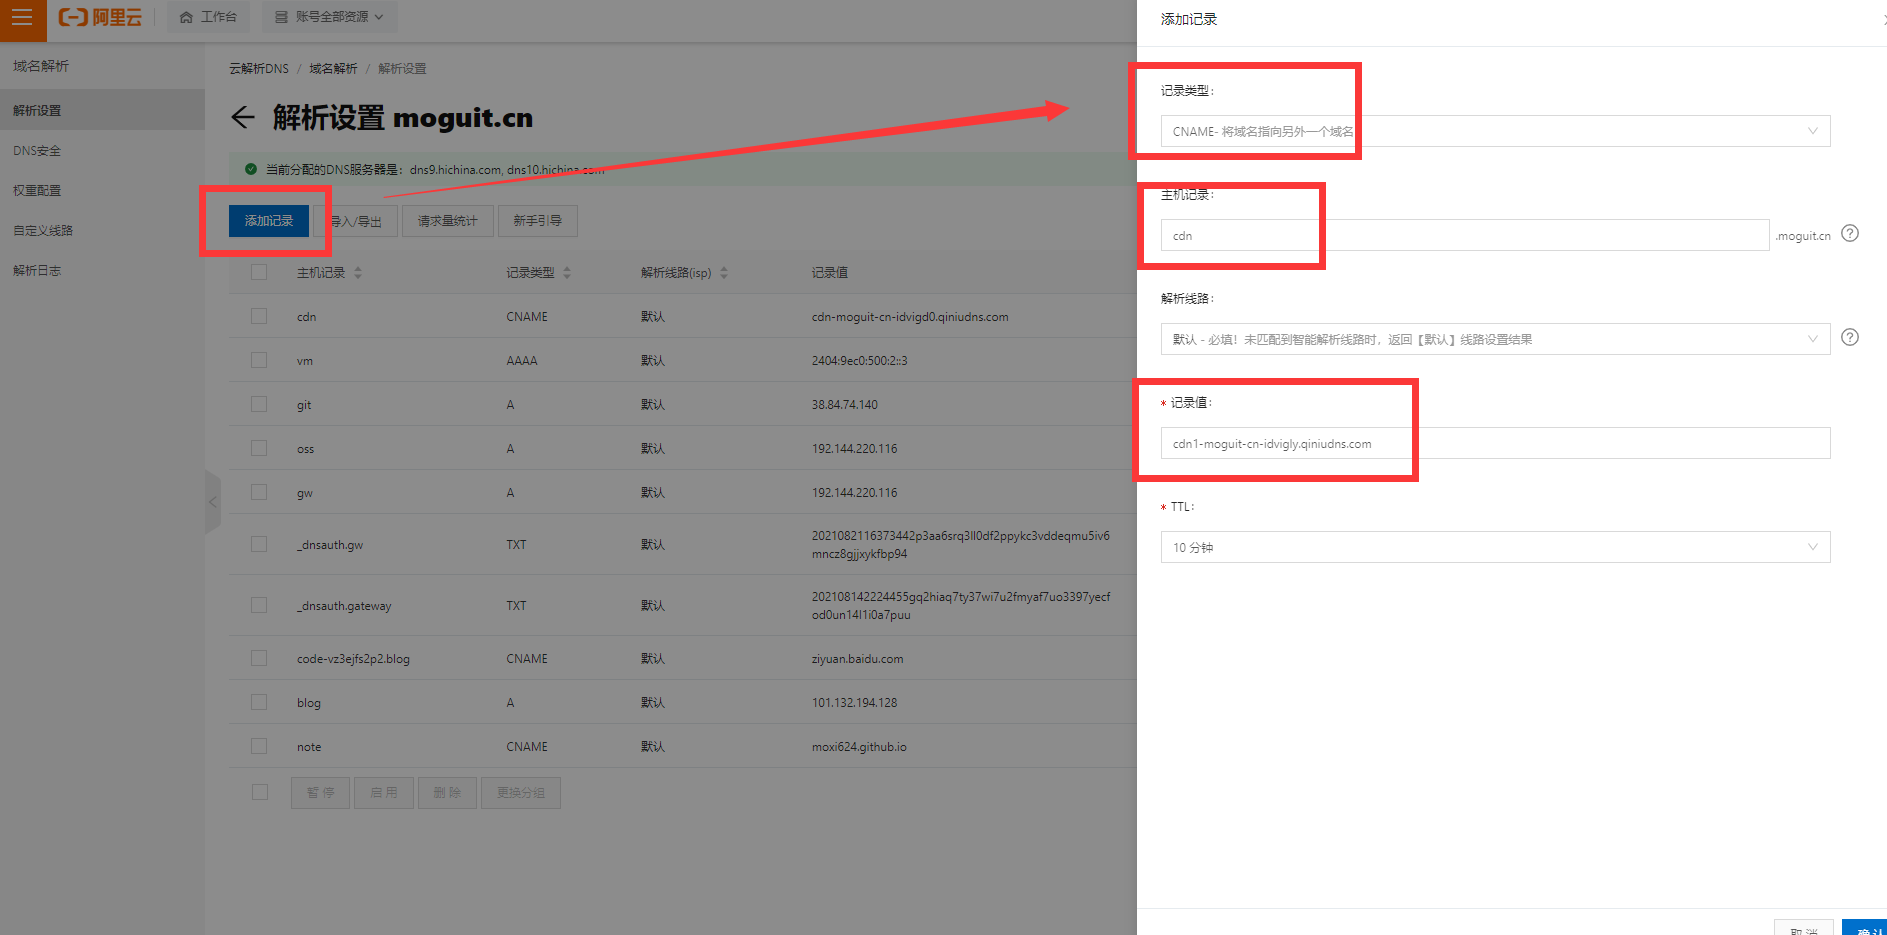 阿里云
工作台
账号全部资源
域名解析
解析设置
DNS安全
权重配置
自定义线路
解析日志
云解析DNS / 域名解析 / 解析设置
解析设置 moguit.cn
当前分配的DNS服务器是：dns9.hichina.com, dns10.hichina.com
添加记录 导入/导出 请求量统计 新手引导
主机记录 记录类型 解析线路(isp) 记录值
cdn CNAME 默认 cdn-moguit-cn-idvigd0.qiniudns.com
vm AAAA 默认 2404:9ec0:500:2::3
git A 默认 38.84.74.140
oss A 默认 192.144.220.116
gw A 默认 192.144.220.116
_dnsauth.gw TXT 默认 2021082116373442p3aa6srq3ll0df2ppykc3vddeqmu5iv6
mncz8gjjxykfbp94
_dnsauth.gateway TXT 默认 202108142224455gq2hiaq7ty37wi7u2fmyaf7uo3397yecf
od0un14l1i0a7puu
code-vz3ejfs2p2.blog CNAME 默认 ziyuan.baidu.com
blog A 默认 101.132.194.128
note CNAME 默认 moxi624.github.io
暂 停 启 用 删 除 更换分组
添加记录
记录类型：
CNAME- 将域名指向另外一个域名
主机记录：
cdn .moguit.cn
解析线路：
默认 - 必填！未匹配到智能解析线路时，返回【默认】线路设置结果
* 记录值：
cdn1-moguit-cn-idvigly.qiniudns.com
* TTL：
10 分钟
取 消 确 认